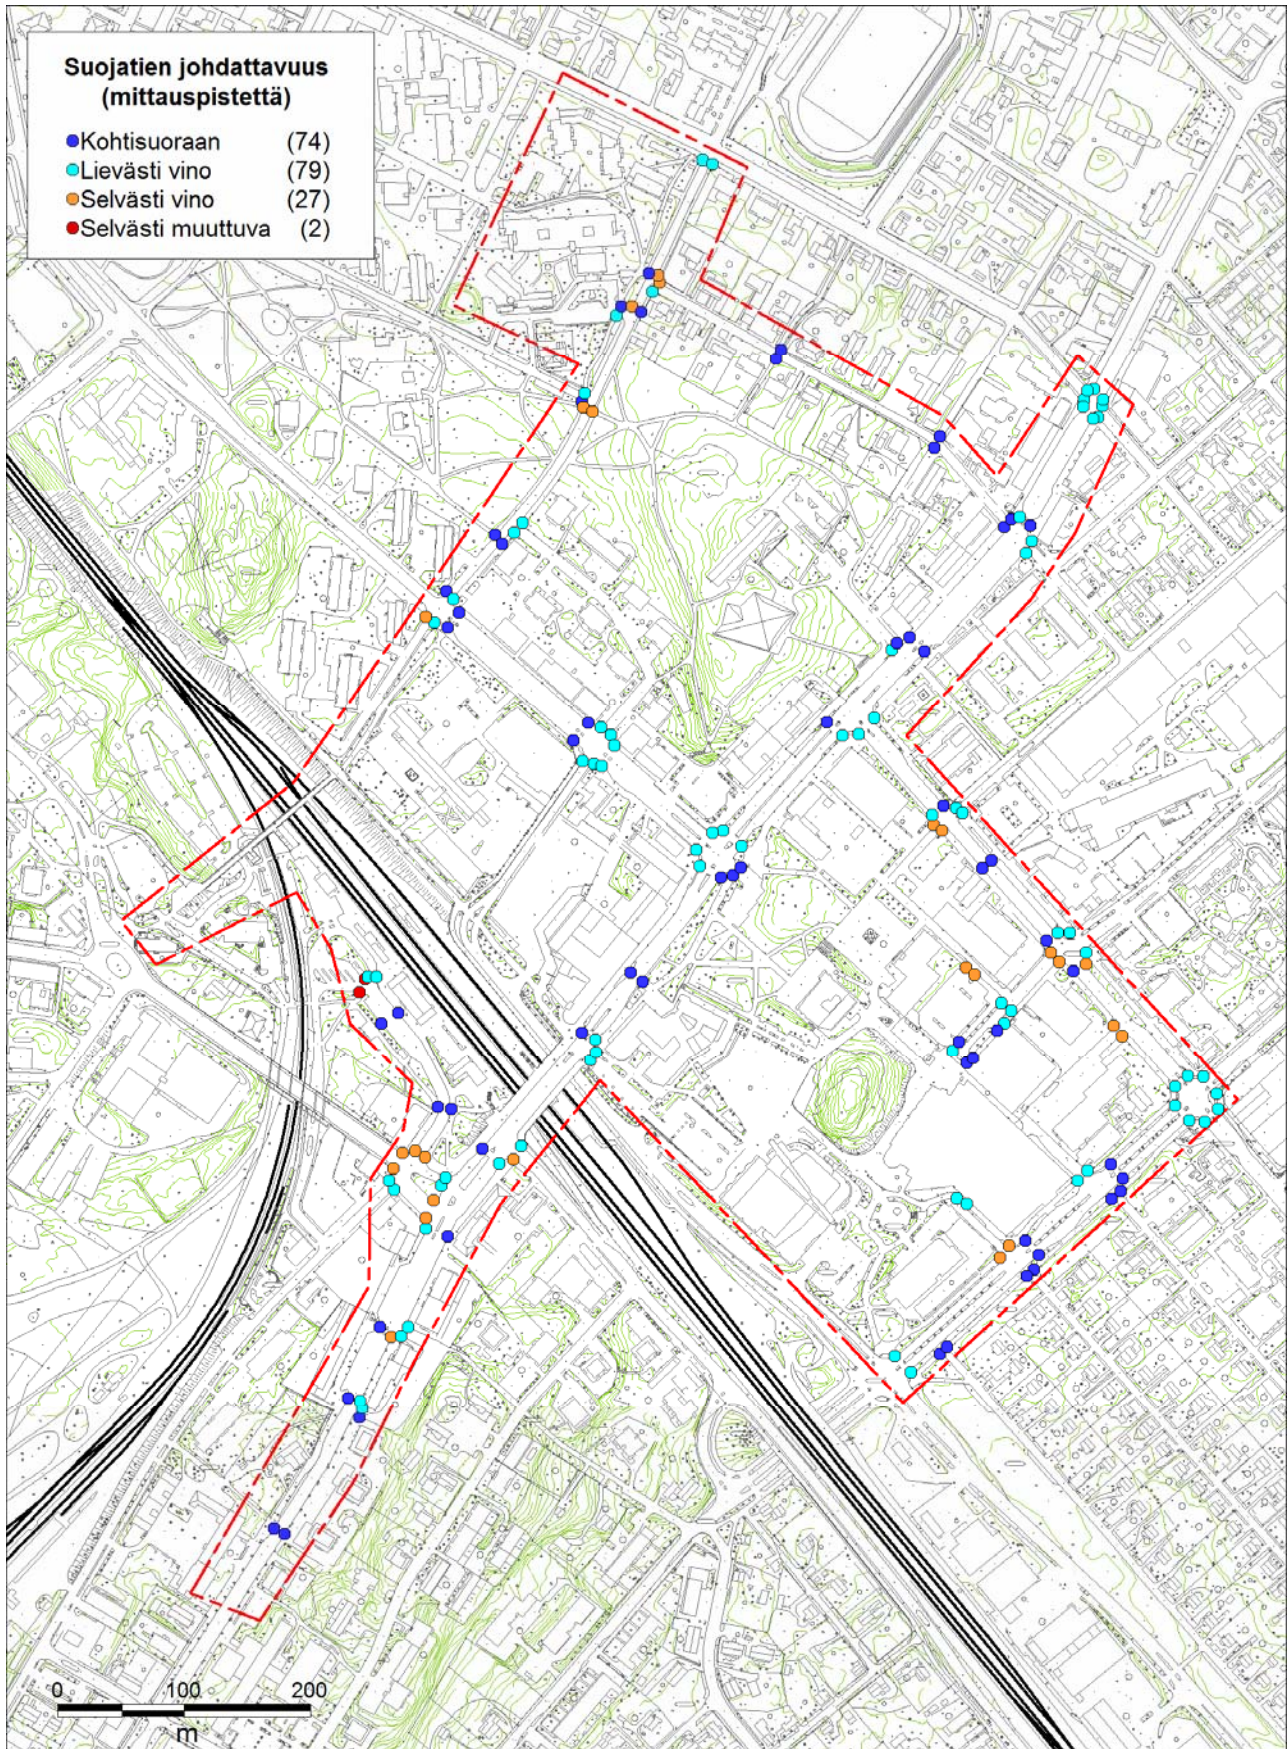 Suojatien johdattavuus
(mittauspistettä)
Kohtisuoraan (74)
Lievästi vino (79)
Selvästi vino (27)
Selvästi muuttuva (2)
0 100 200
m